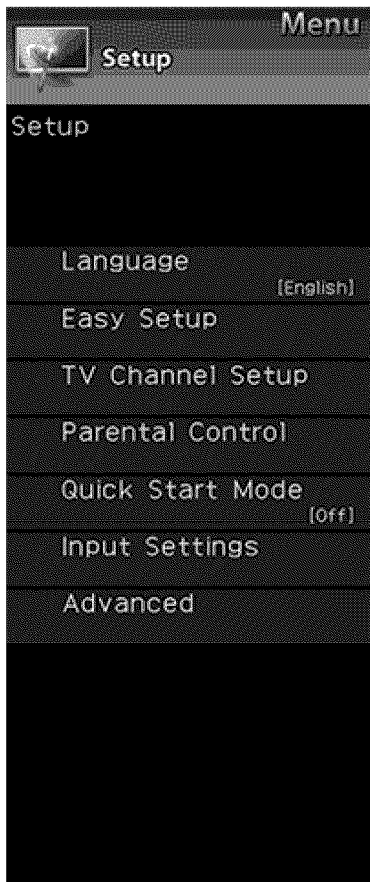 Menu
Setup
Setup
Language
[English]
Easy Setup
TV Channel Setup
Parental Control
Quick Start Mode
[Off]
Input Settings
Advanced